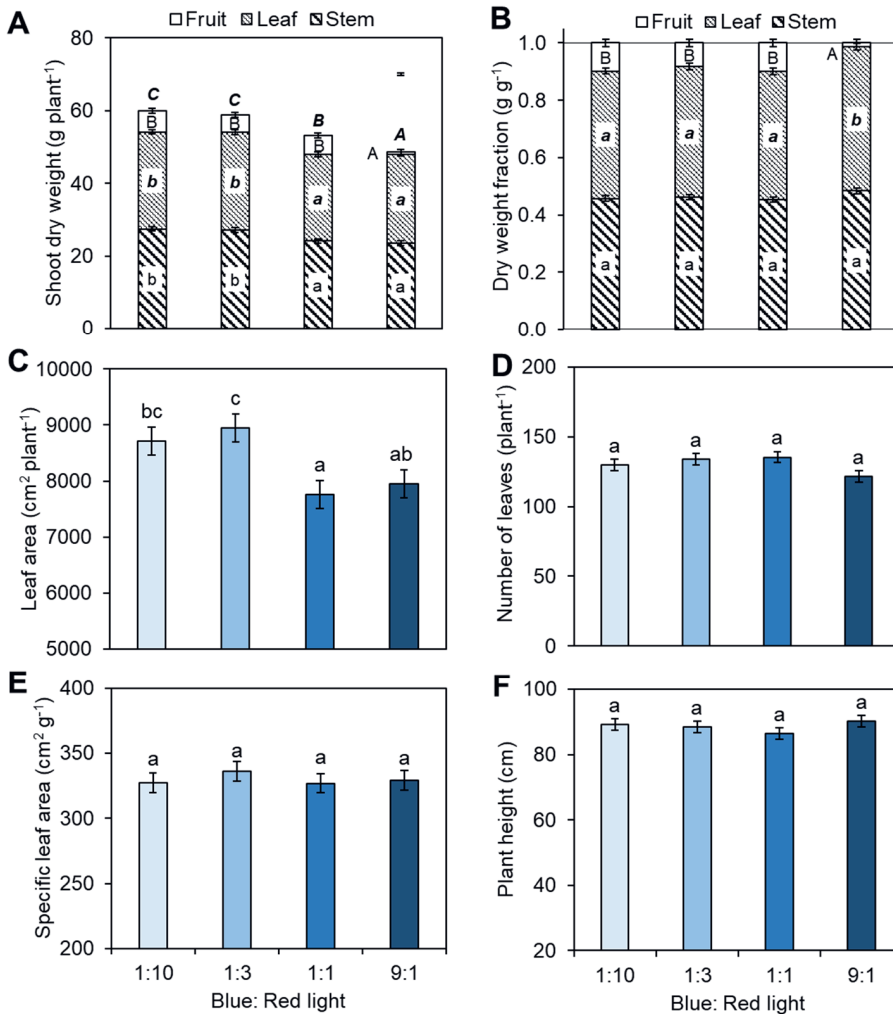 A
Fruit Leaf Stem
Shoot dry weight (g plant⁻¹)
80
60
40
20
0
C C B A
B B B A
b b a a
b b a a
B
Fruit Leaf Stem
Dry weight fraction (g g⁻¹)
1.0
0.8
0.6
0.4
0.2
0.0
B B B A
a a a b
a a a a
C
Leaf area (cm² plant⁻¹)
10000
9000
8000
7000
6000
5000
bc c a ab
D
Number of leaves (plant⁻¹)
200
150
100
50
0
a a a a
E
Specific leaf area (cm² g⁻¹)
400
350
300
250
200
a a a a
1:10 1:3 1:1 9:1
Blue: Red light
F
Plant height (cm)
100
80
60
40
20
a a a a
1:10 1:3 1:1 9:1
Blue: Red light